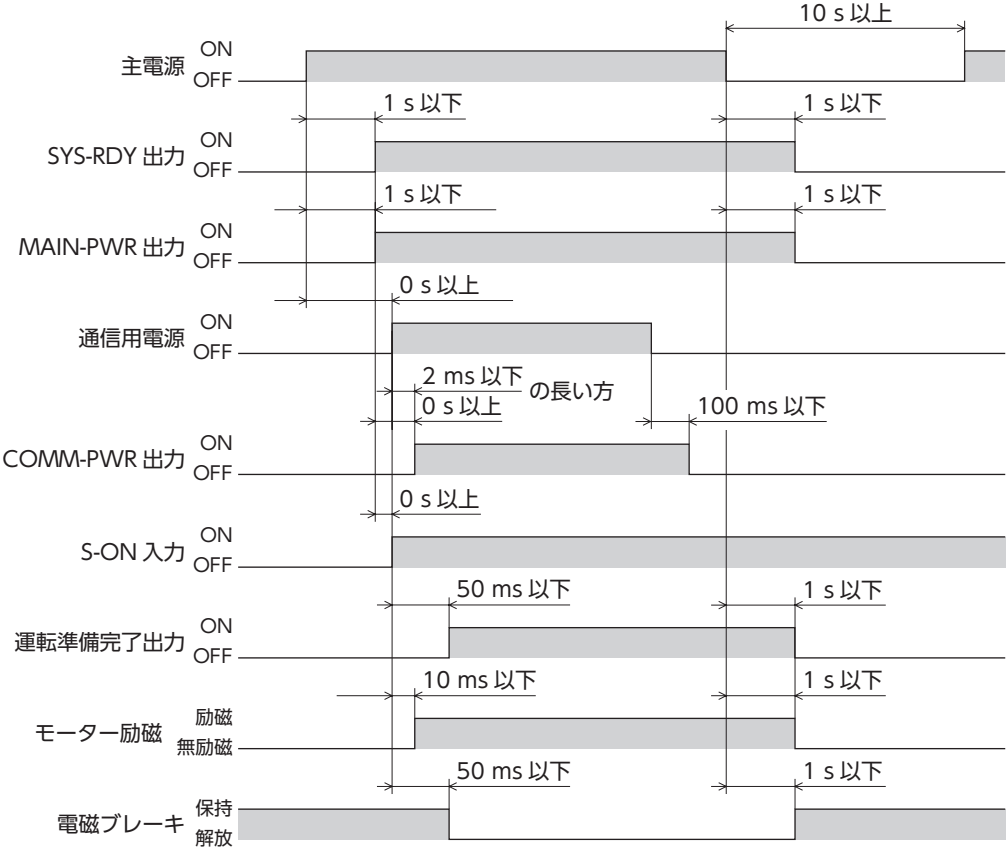 10 s 以上
主電源 ON
OFF
1 s 以下 1 s 以下
SYS-RDY 出力 ON
OFF
1 s 以下 1 s 以下
MAIN-PWR 出力 ON
OFF
0 s 以上
通信用電源 ON
OFF
2 ms 以下 の長い方
0 s 以上 100 ms 以下
COMM-PWR 出力 ON
OFF
0 s 以上
S-ON 入力 ON
OFF
50 ms 以下 1 s 以下
運転準備完了出力 ON
OFF
10 ms 以下 1 s 以下
モーター励磁 励磁
無励磁
50 ms 以下 1 s 以下
電磁ブレーキ 保持
解放